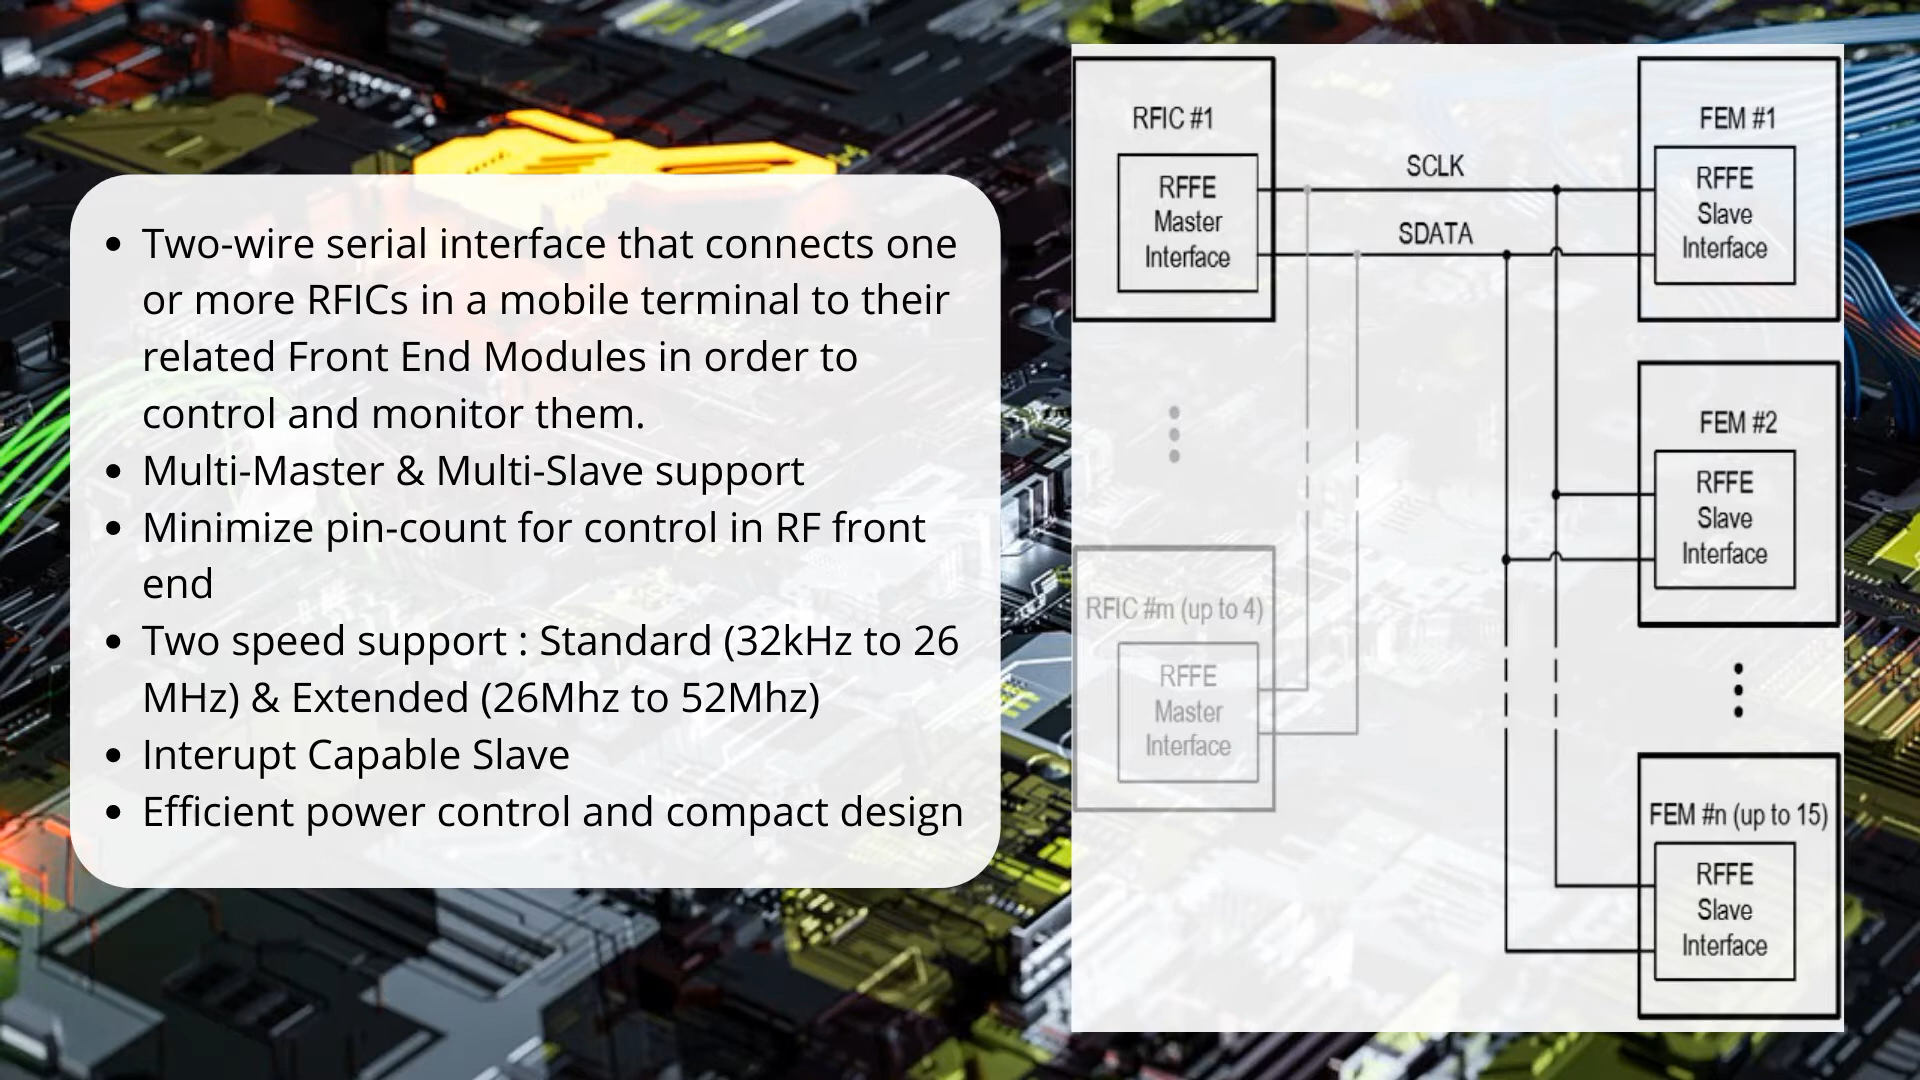 • Two-wire serial interface that connects one
or more RFICs in a mobile terminal to their
related Front End Modules in order to
control and monitor them.
• Multi-Master & Multi-Slave support
• Minimize pin-count for control in RF front
end
• Two speed support : Standard (32kHz to 26
MHz) & Extended (26Mhz to 52Mhz)
• Interupt Capable Slave
• Efficient power control and compact design
RFIC #1
RFFE
Master
Interface
SCLK
SDATA
FEM #1
RFFE
Slave
Interface
FEM #2
RFFE
Slave
Interface
RFIC #m (up to 4)
RFFE
Master
Interface
FEM #n (up to 15)
RFFE
Slave
Interface